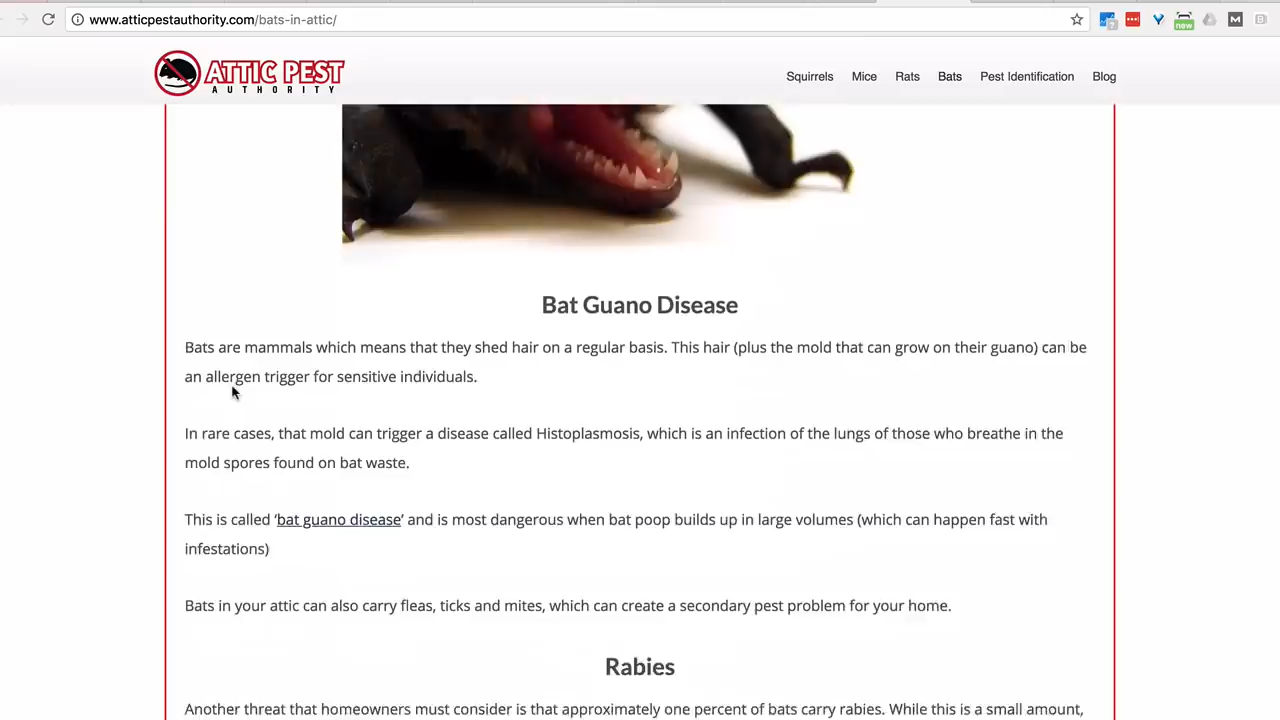 www.atticpestauthority.com/bats-in-attic/
new
ATTIC PEST
AUTHORITY
Squirrels Mice Rats Bats Pest Identification Blog
Bat Guano Disease
Bats are mammals which means that they shed hair on a regular basis. This hair (plus the mold that can grow on their guano) can be
an allergen trigger for sensitive individuals.
In rare cases, that mold can trigger a disease called Histoplasmosis, which is an infection of the lungs of those who breathe in the
mold spores found on bat waste.
This is called ‘bat guano disease’ and is most dangerous when bat poop builds up in large volumes (which can happen fast with
infestations)
Bats in your attic can also carry fleas, ticks and mites, which can create a secondary pest problem for your home.
Rabies
Another threat that homeowners must consider is that approximately one percent of bats carry rabies. While this is a small amount,